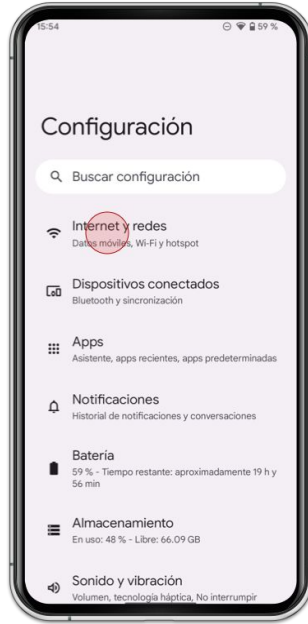 15:54
59 %
Configuración
Buscar configuración
Internet y redes
Datos móviles, Wi-Fi y hotspot
Dispositivos conectados
Bluetooth y sincronización
Apps
Asistente, apps recientes, apps predeterminadas
Notificaciones
Historial de notificaciones y conversaciones
Batería
59 % - Tiempo restante: aproximadamente 19 h y
56 min
Almacenamiento
En uso: 48 % - Libre: 66.09 GB
Sonido y vibración
Volumen, tecnología háptica, No interrumpir